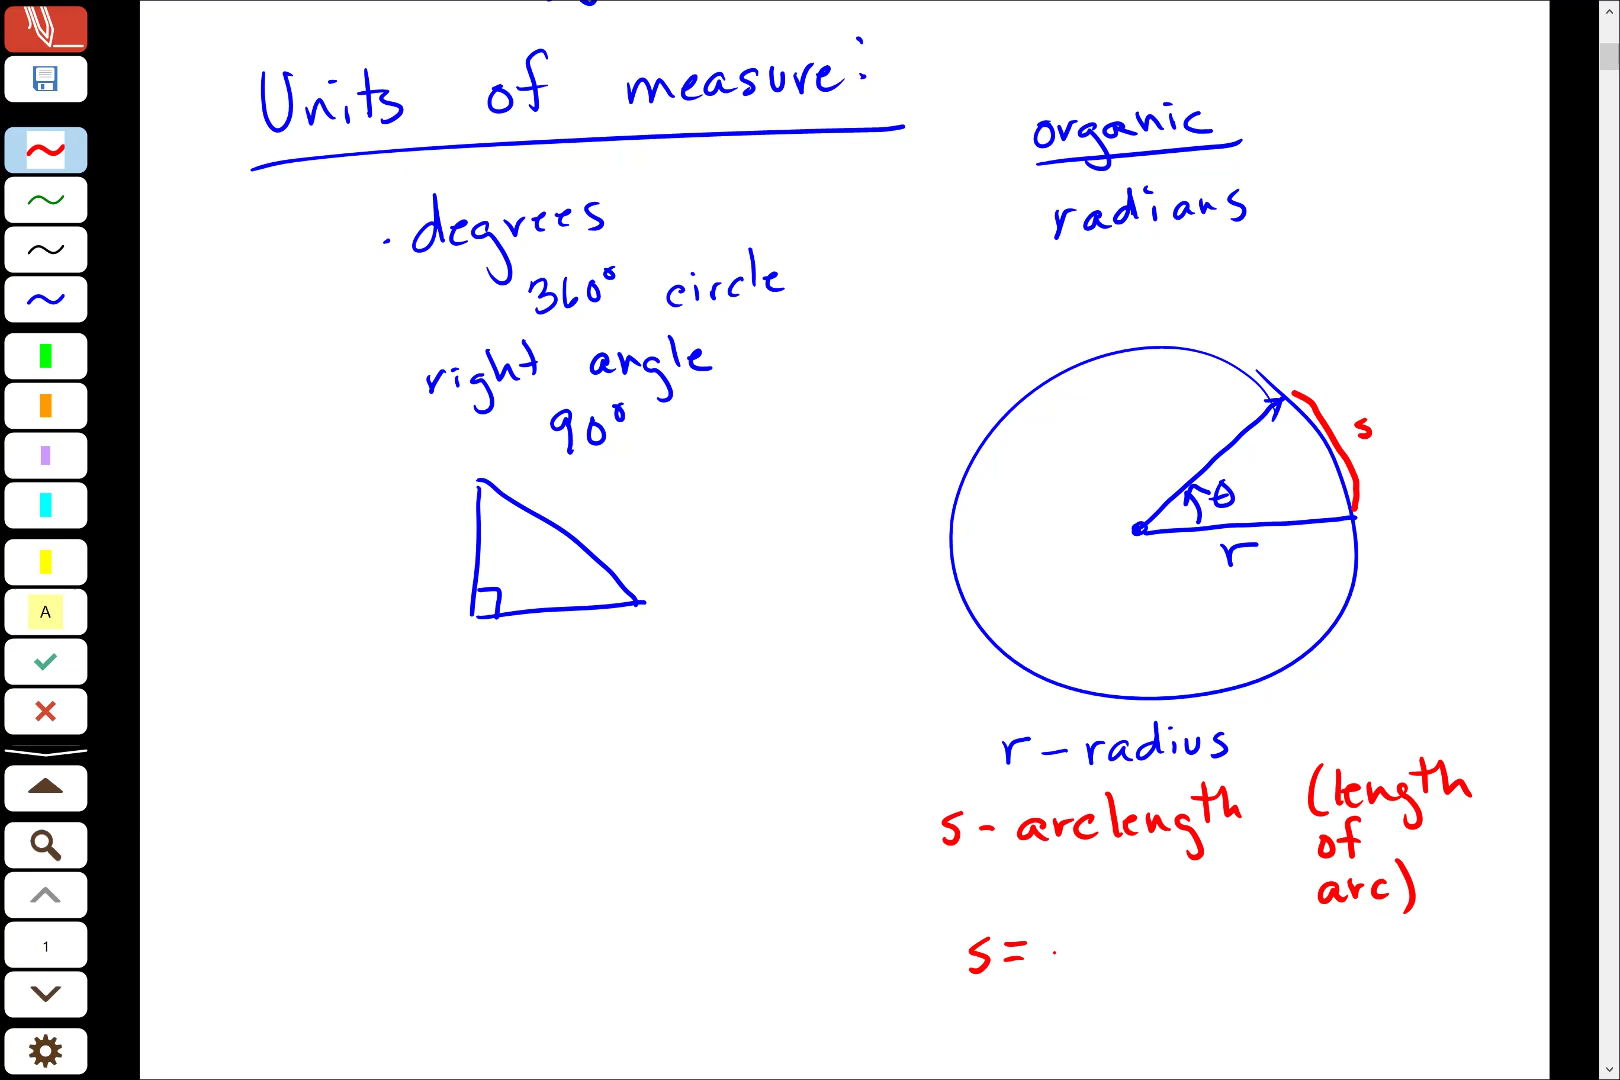 Units of measure:
· degrees
360° circle
right angle
90°
organic
radians
s
θ
r
r – radius
s - arclength (length
of
arc)
s =
A
1